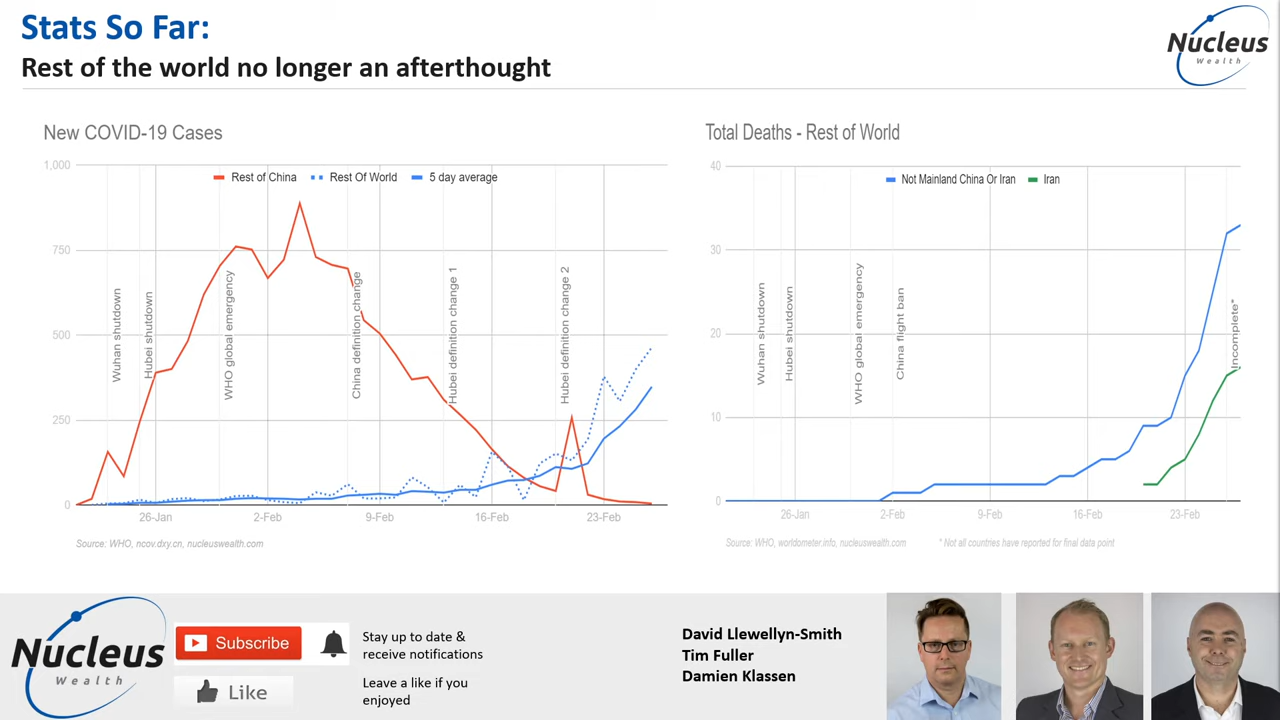 Stats So Far:
Rest of the world no longer an afterthought
Nucleus
Wealth
New COVID-19 Cases
1,000
750
500
250
0
Rest of China
Rest Of World
5 day average
Wuhan shutdown
Hubei shutdown
WHO global emergency
China definition change
Hubei definition change 1
Hubei definition change 2
26-Jan
2-Feb
9-Feb
16-Feb
23-Feb
Source: WHO, ncov.dxy.cn, nucleuswealth.com
Total Deaths - Rest of World
40
30
20
10
0
Not Mainland China Or Iran
Iran
Wuhan shutdown
Hubei shutdown
WHO global emergency
China flight ban
Incomplete*
26-Jan
2-Feb
9-Feb
16-Feb
23-Feb
Source: WHO, worldometer.info, nucleuswealth.com
* Not all countries have reported for final data point
Nucleus
Wealth
Subscribe
Like
Stay up to date &
receive notifications
Leave a like if you
enjoyed
David Llewellyn-Smith
Tim Fuller
Damien Klassen